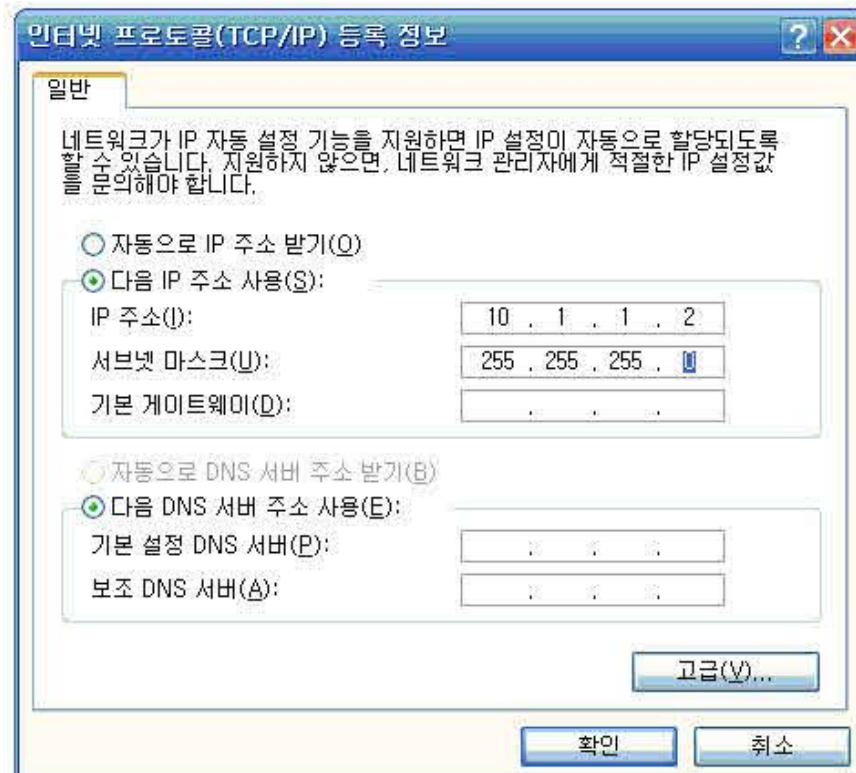 인터넷 프로토콜(TCP/IP) 등록 정보
일반
네트워크가 IP 자동 설정 기능을 지원하면 IP 설정이 자동으로 할당되도록
할 수 있습니다. 지원하지 않으면, 네트워크 관리자에게 적절한 IP 설정값
을 문의해야 합니다.
자동으로 IP 주소 받기(O)
다음 IP 주소 사용(S):
IP 주소(I): 10 . 1 . 1 . 2
서브넷 마스크(U): 255 . 255 . 255 . 0
기본 게이트웨이(D): . . .
자동으로 DNS 서버 주소 받기(B)
다음 DNS 서버 주소 사용(E):
기본 설정 DNS 서버(P): . . .
보조 DNS 서버(A): . . .
고급(V)...
확인 취소